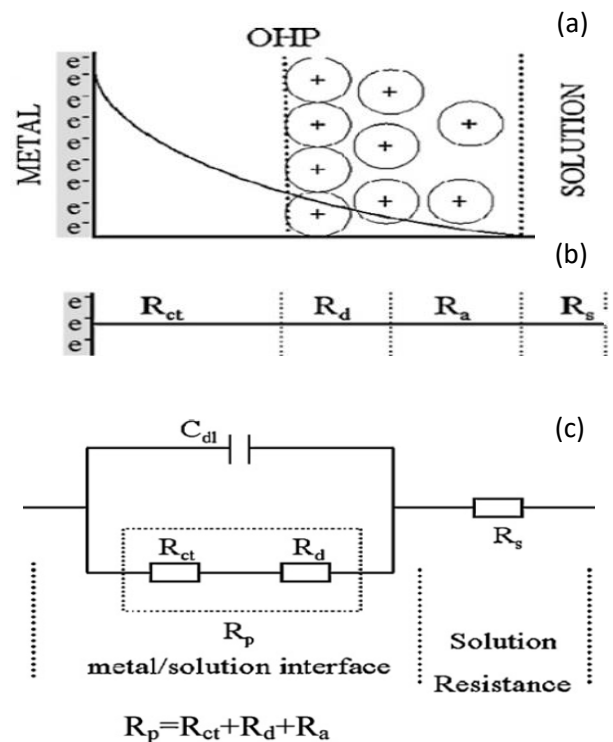 (a)
OHP
METAL
e⁻
e⁻
e⁻
e⁻
e⁻
e⁻
e⁻
e⁻
e⁻
+ +
+ +
+ +
+ + +
SOLUTION
(b)
e⁻
e⁻
e⁻
R_ct R_d R_a R_s
(c)
C_dl
R_ct R_d
R_s
R_p
metal/solution interface
Solution
Resistance
R_p=R_ct+R_d+R_a